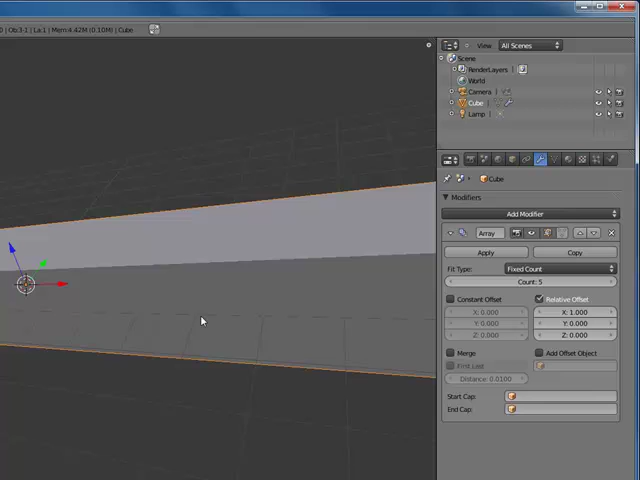 0 | Ob:3-1 | La:1 | Mem:4.42M (0.10M) | Cube
View All Scenes
Scene
RenderLayers
World
Camera
Cube
Lamp
Cube
Modifiers
Add Modifier
Array
Apply Copy
Fit Type: Fixed Count
Count: 5
Constant Offset Relative Offset
X: 0.000 X: 1.000
Y: 0.000 Y: 0.000
Z: 0.000 Z: 0.000
Merge Add Offset Object
First Last
Distance: 0.0100
Start Cap:
End Cap: